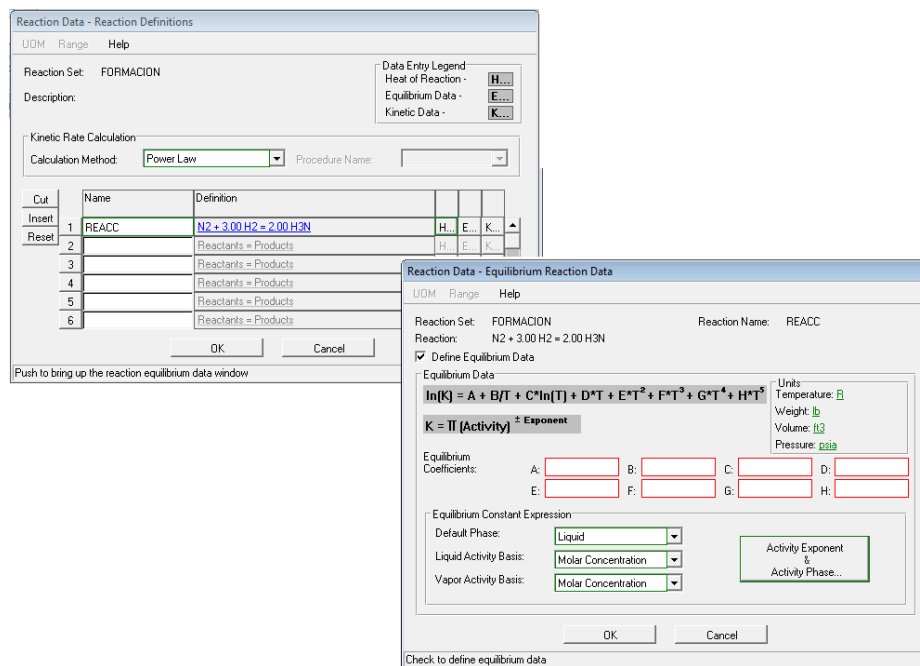 Reaction Data - Reaction Definitions
UOM Range Help
Reaction Set: FORMACION
Description:
Data Entry Legend
Heat of Reaction - H...
Equilibrium Data - E...
Kinetic Data - K...
Kinetic Rate Calculation
Calculation Method: Power Law Procedure Name:
Cut
Insert
Reset
Name Definition
1 REACC N2 + 3.00 H2 = 2.00 H3N H... E... K...
2 Reactants = Products H... E... K...
3 Reactants = Products
4 Reactants = Products
5 Reactants = Products
6 Reactants = Products
OK Cancel
Push to bring up the reaction equilibrium data window
Reaction Data - Equilibrium Reaction Data
UOM Range Help
Reaction Set: FORMACION Reaction Name: REACC
Reaction: N2 + 3.00 H2 = 2.00 H3N
Define Equilibrium Data
Equilibrium Data
ln(K) = A + B/T + C*ln(T) + D*T + E*T² + F*T³ + G*T⁴ + H*T⁵
K = ∏ (Activity) ± Exponent
Units
Temperature: R
Weight: lb
Volume: ft3
Pressure: psia
Equilibrium
Coefficients: A: B: C: D:
E: F: G: H:
Equilibrium Constant Expression
Default Phase: Liquid
Liquid Activity Basis: Molar Concentration
Vapor Activity Basis: Molar Concentration
Activity Exponent
&
Activity Phase...
OK Cancel
Check to define equilibrium data